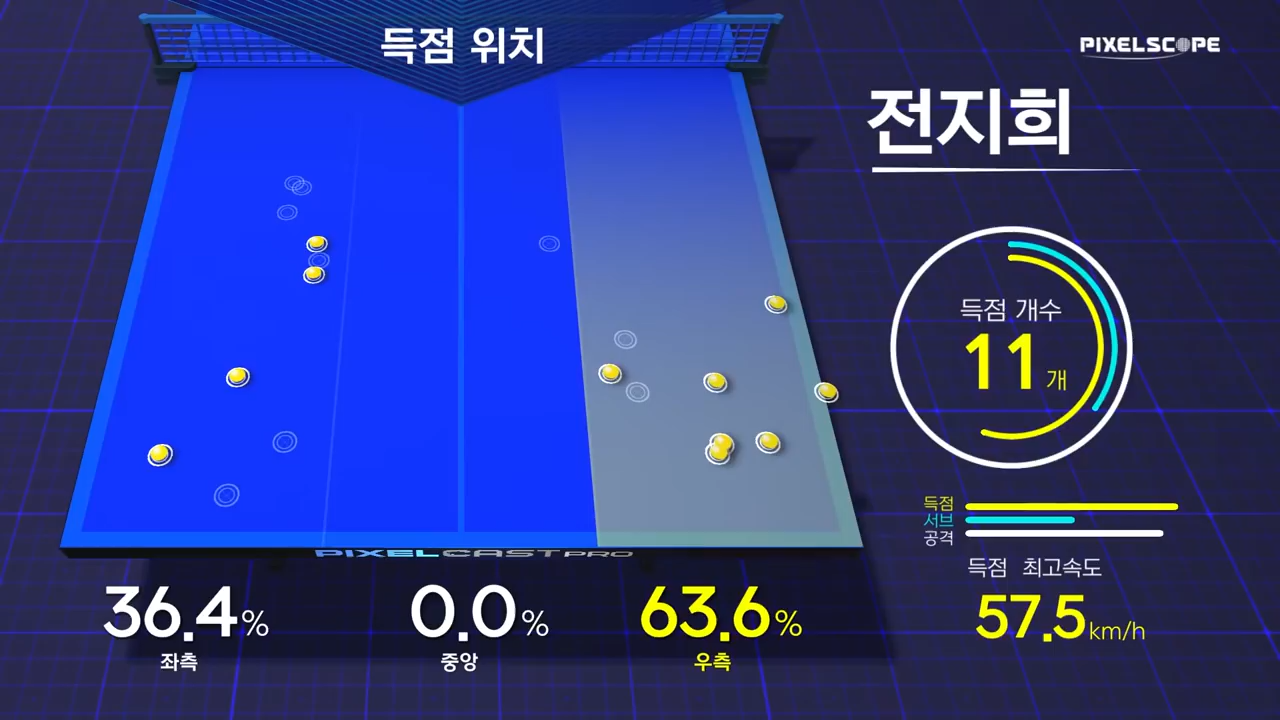 득점 위치
PIXELSCOPE
전지희
득점 개수
11개
득점
서브
공격
득점 최고속도
57.5km/h
PIXELCASTPRO
36.4%
좌측
0.0%
중앙
63.6%
우측